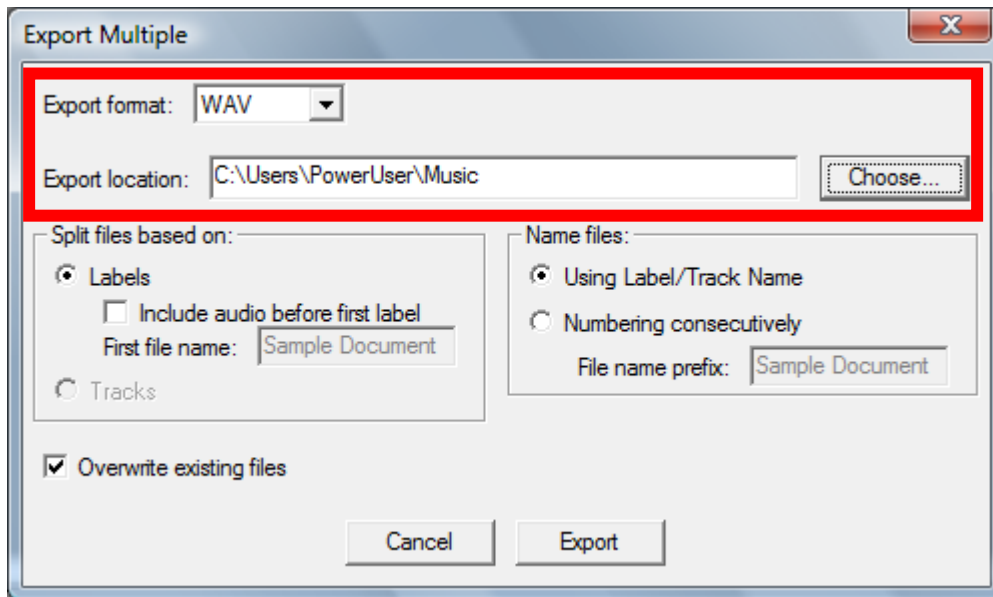 Export Multiple
Export format: WAV
Export location: C:\Users\PowerUser\Music Choose...
Split files based on:
Labels
Include audio before first label
First file name: Sample Document
Tracks
Name files:
Using Label/Track Name
Numbering consecutively
File name prefix: Sample Document
Overwrite existing files
Cancel Export